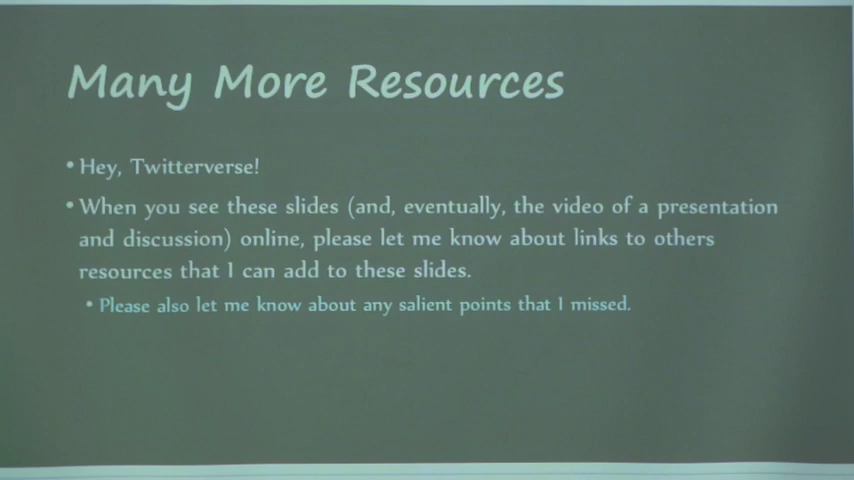 Many More Resources
• Hey, Twitterverse!
• When you see these slides (and, eventually, the video of a presentation
and discussion) online, please let me know about links to others
resources that I can add to these slides.
• Please also let me know about any salient points that I missed.